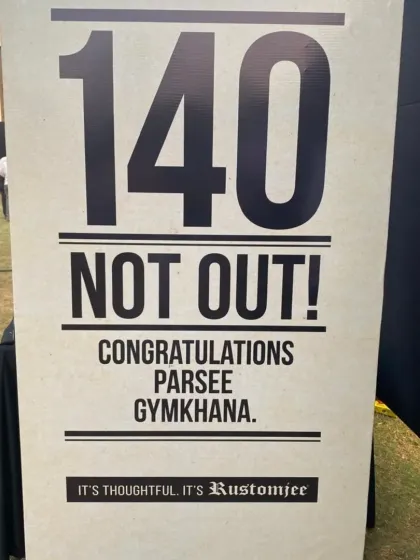 140
NOT OUT!
CONGRATULATIONS
PARSEE
GYMKHANA.
IT'S THOUGHTFUL. IT'S Rustomjee